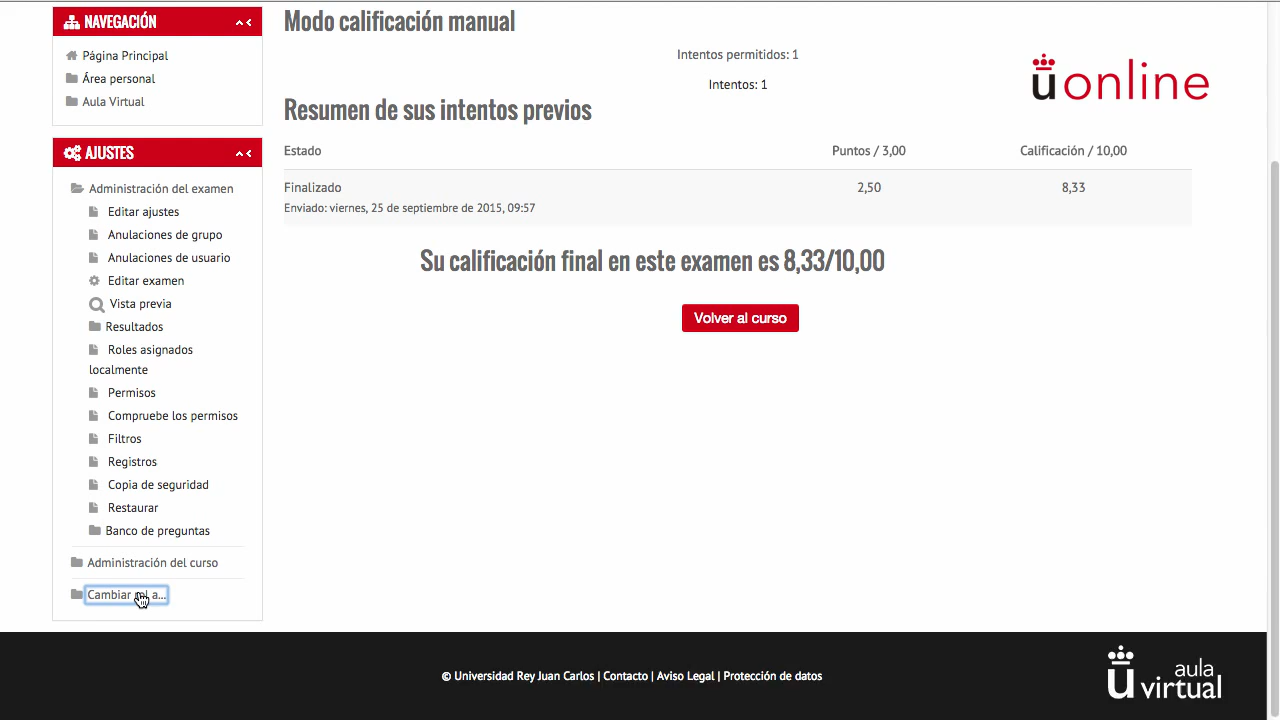 NAVEGACIÓN
Página Principal
Área personal
Aula Virtual
AJUSTES
Administración del examen
Editar ajustes
Anulaciones de grupo
Anulaciones de usuario
Editar examen
Vista previa
Resultados
Roles asignados
localmente
Permisos
Compruebe los permisos
Filtros
Registros
Copia de seguridad
Restaurar
Banco de preguntas
Administración del curso
Cambiar a...
Modo calificación manual
Intentos permitidos: 1
Intentos: 1
uonline
Resumen de sus intentos previos
Estado Puntos / 3,00 Calificación / 10,00
Finalizado 2,50 8,33
Enviado: viernes, 25 de septiembre de 2015, 09:57
Su calificación final en este examen es 8,33/10,00
Volver al curso
© Universidad Rey Juan Carlos | Contacto | Aviso Legal | Protección de datos
u aula
virtual